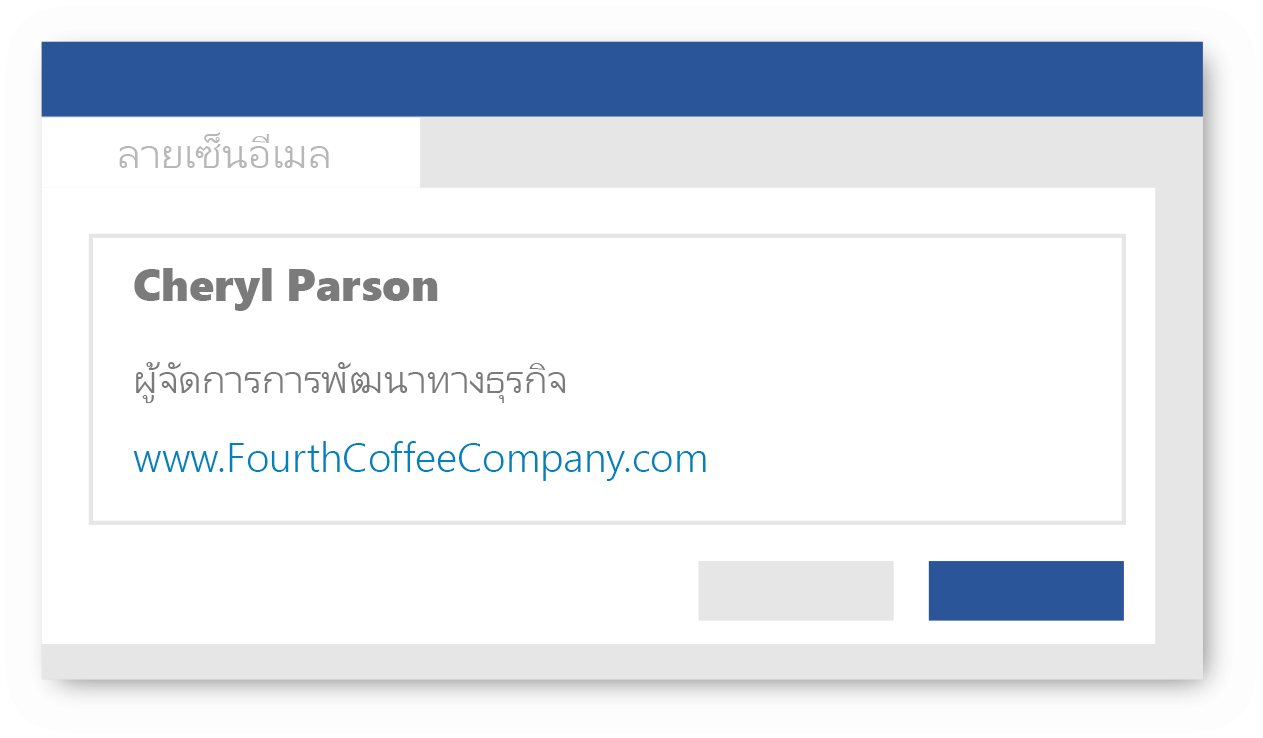 ลายเซ็นอีเมล
Cheryl Parson
ผู้จัดการการพัฒนาทางธุรกิจ
www.FourthCoffeeCompany.com